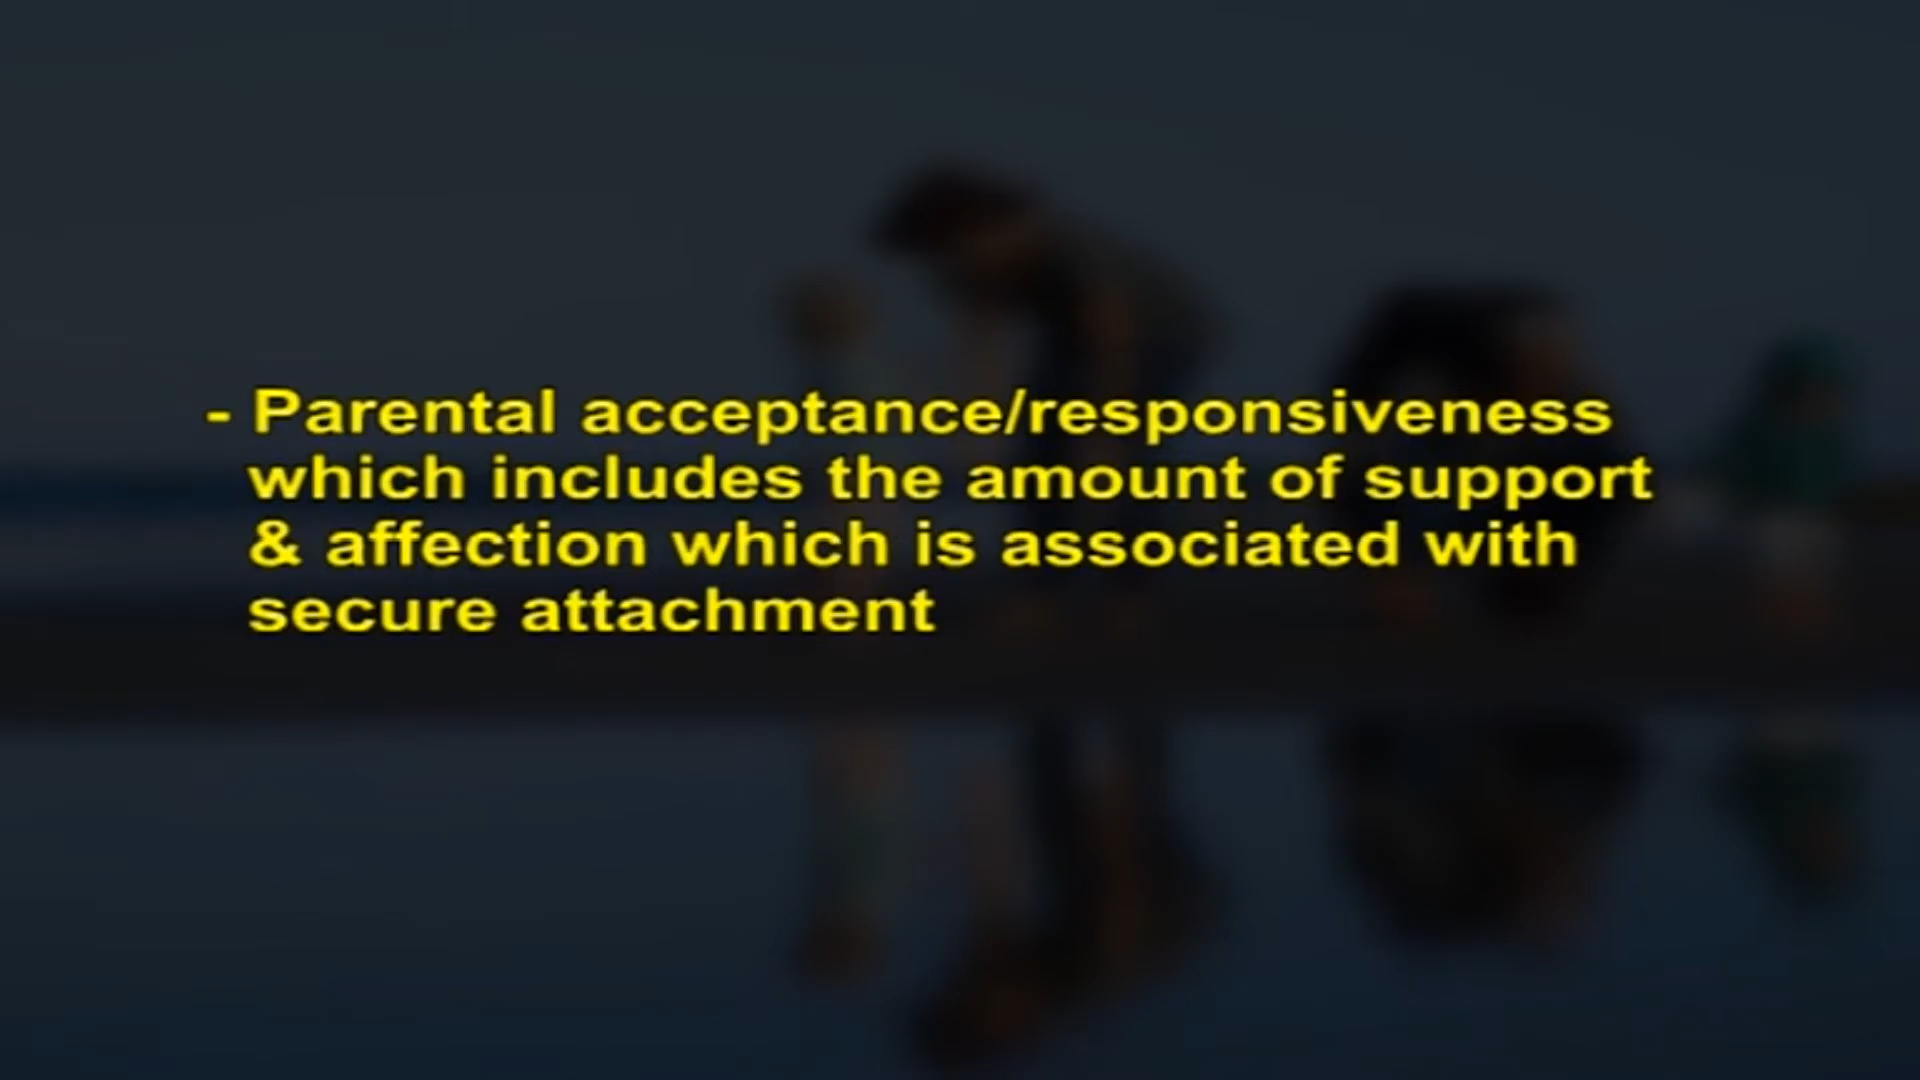 - Parental acceptance/responsiveness
which includes the amount of support
& affection which is associated with
secure attachment